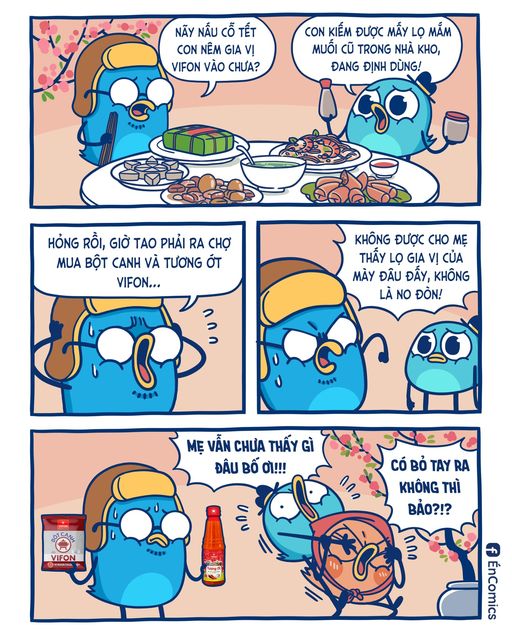 NÃY NẤU CỖ TẾT
CON NÊM GIA VỊ
VIFON VÀO CHƯA?
CON KIẾM ĐƯỢC MẤY LỌ MẮM
MUỐI CŨ TRONG NHÀ KHO,
ĐANG ĐỊNH DÙNG!
HỎNG RỒI, GIỜ TAO PHẢI RA CHỢ
MUA BỘT CANH VÀ TƯƠNG ỚT
VIFON...
KHÔNG ĐƯỢC CHO MẸ
THẤY LỌ GIA VỊ CỦA
MÀY ĐÂU ĐẤY, KHÔNG
LÀ NO ĐÒN!
MẸ VẪN CHƯA THẤY GÌ
ĐÂU BỐ ƠI!!!
CÓ BỎ TAY RA
KHÔNG THÌ
BẢO?!?
BỘT CANH
VIFON
Tương Ớt
ÉnComics